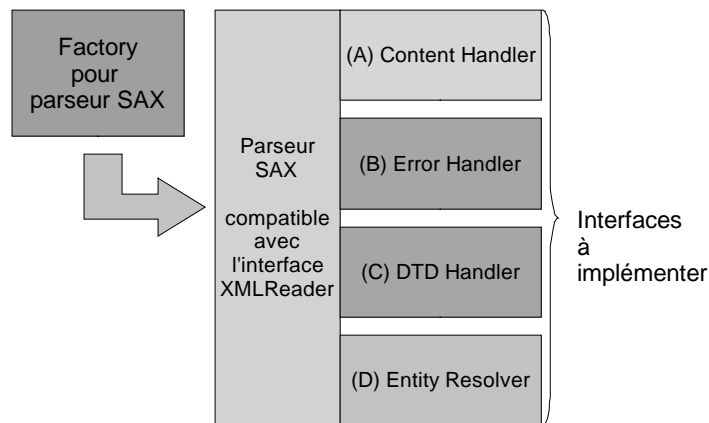 Factory
pour
parseur SAX
Parseur
SAX
compatible
avec
l'interface
XMLReader
(A) Content Handler
(B) Error Handler
(C) DTD Handler
(D) Entity Resolver
Interfaces
à
implémenter